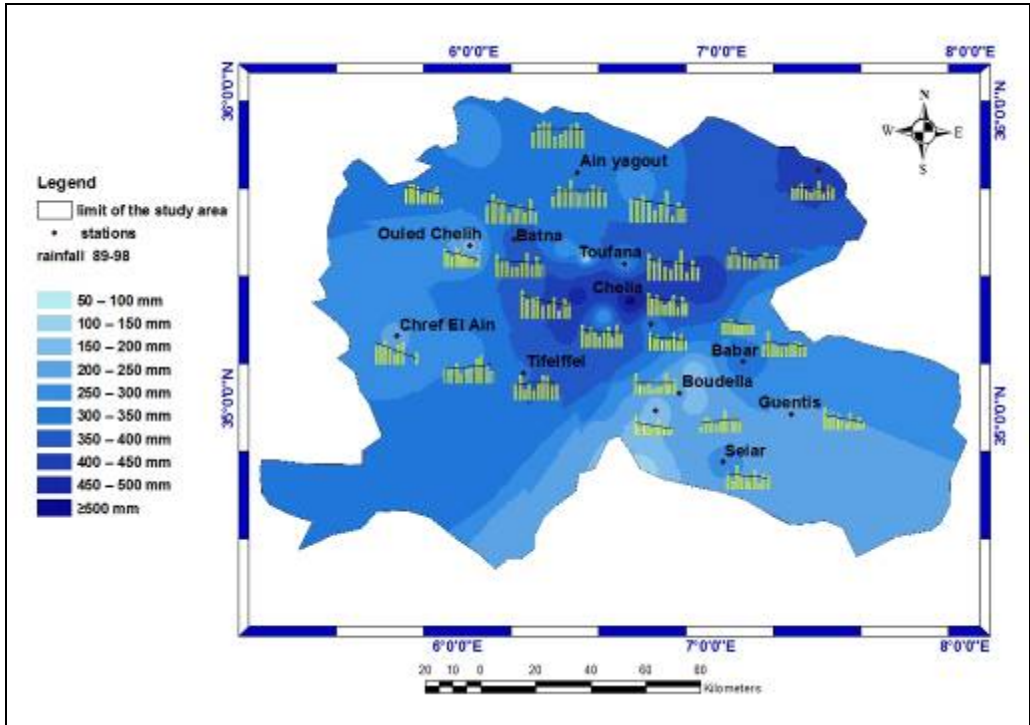 6°0'0"E 7°0'0"E 8°0'0"E
36°0'0"N
36°0'0"N
N
W E
S
Legend
limit of the study area
stations
rainfall 89-98
50 – 100 mm
100 – 150 mm
150 – 200 mm
200 – 250 mm
250 – 300 mm
300 – 350 mm
350 – 400 mm
400 – 450 mm
450 – 500 mm
≥500 mm
Ain yagout
Ouled Chelih
Batna
Toufana
Chelia
Chref El Ain
Babar
Tifelffel
Boudella
Guentis
Selar
35°0'0"N
35°0'0"N
6°0'0"E 7°0'0"E 8°0'0"E
20 10 0 20 40 60 80
Kilometers